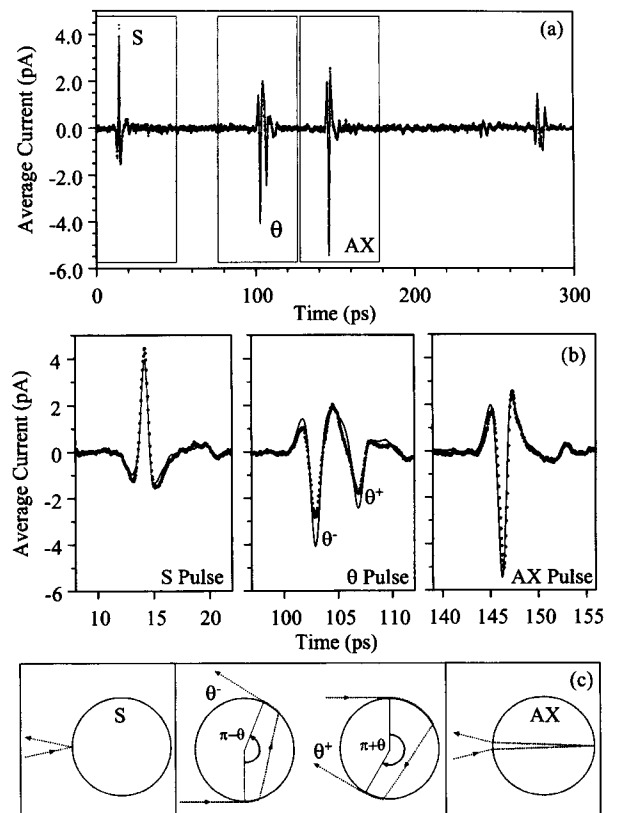 4.0
2.0
0.0
-2.0
-4.0
-6.0
Average Current (pA)
S
(a)
θ
AX
0
100
200
300
Time (ps)
4
2
0
-2
-4
-6
Average Current (pA)
(b)
θ-
θ+
S Pulse
θ Pulse
AX Pulse
10
15
20
100
105
110
140
145
150
155
Time (ps)
(c)
S
θ-
π−θ
π+θ
θ+
AX